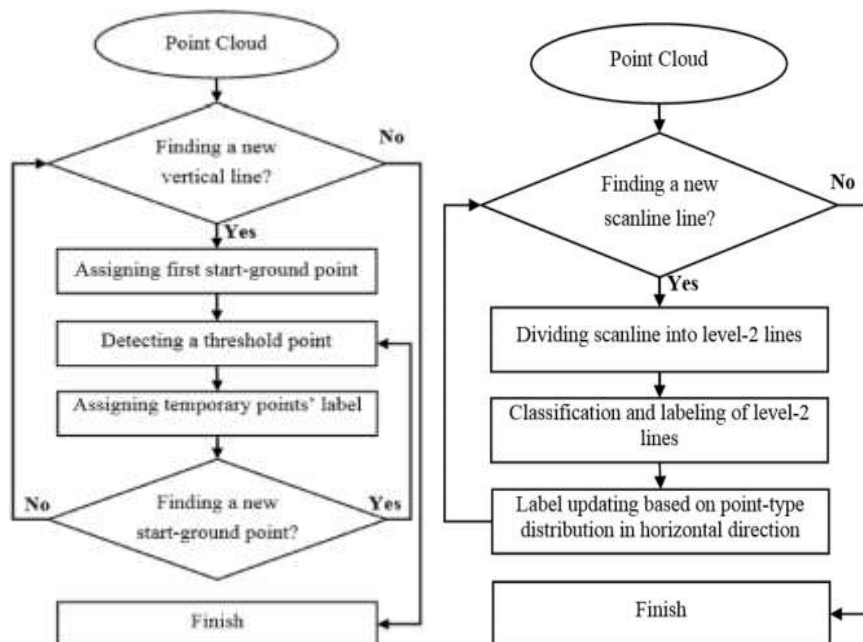 Point Cloud
No
Finding a new
vertical line?
Yes
Assigning first start-ground point
Detecting a threshold point
Assigning temporary points' label
No
Finding a new
start-ground point?
Yes
Finish
Point Cloud
Finding a new
scanline line?
No
Yes
Dividing scanline into level-2 lines
Classification and labeling of level-2
lines
Label updating based on point-type
distribution in horizontal direction
Finish